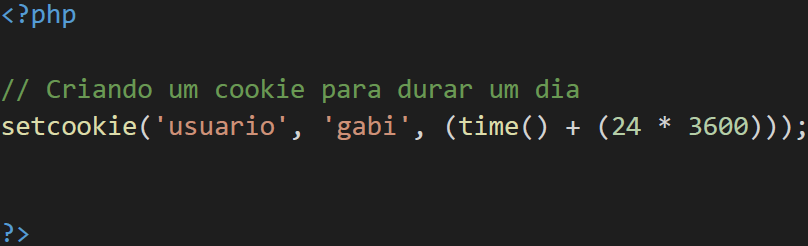 <?php
// Criando um cookie para durar um dia
setcookie('usuario', 'gabi', (time() + (24 * 3600)));
?>